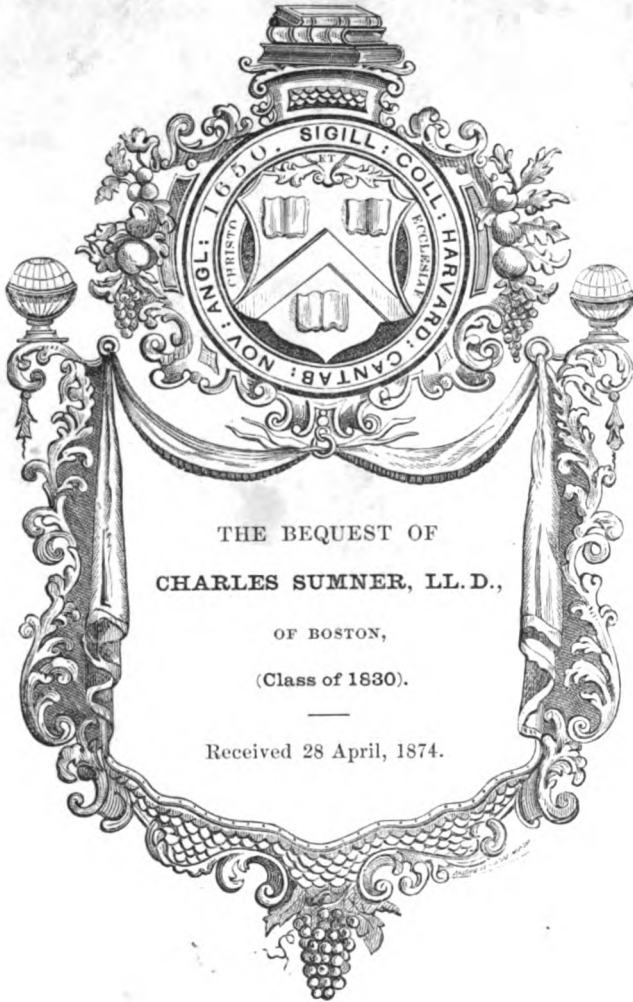 SIGILL: COLL: HARVARD: CANTAB: NOV: ANGL: 1650.
ET
CHRISTO
ECCLESIAE
THE BEQUEST OF
CHARLES SUMNER, LL.D.,
OF BOSTON,
(Class of 1830).
Received 28 April, 1874.